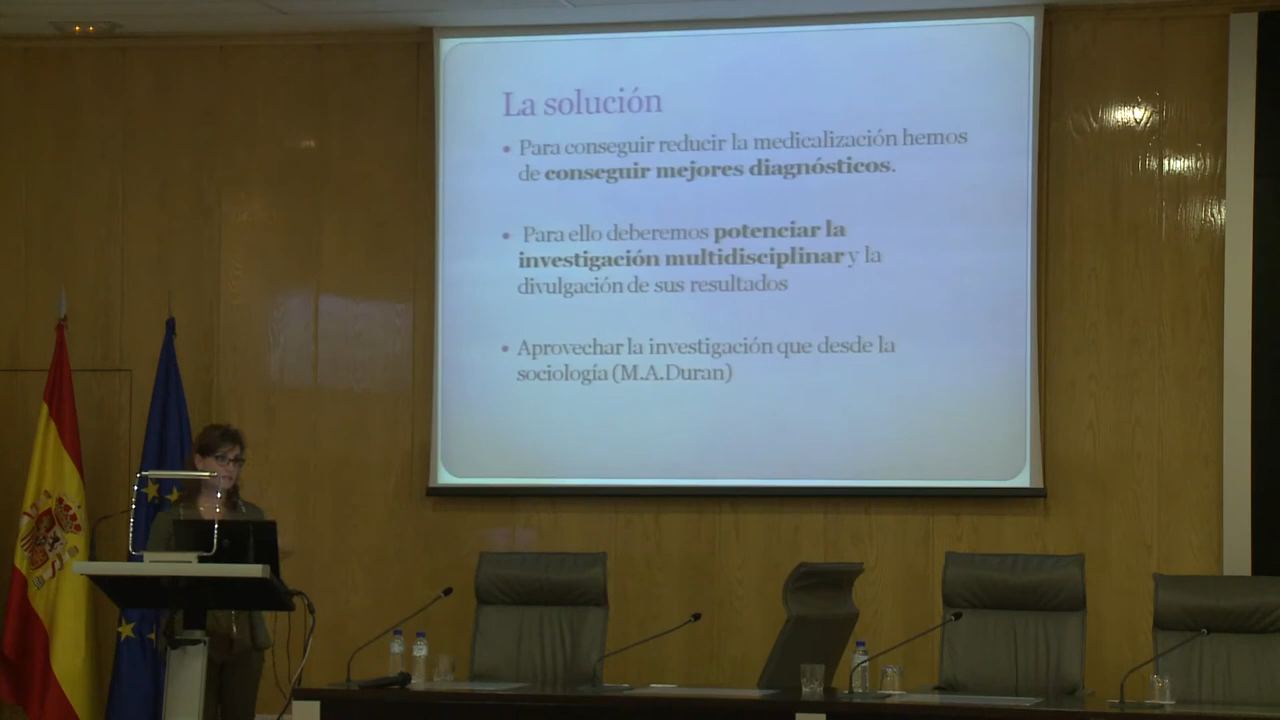 La solución
• Para conseguir reducir la medicalización hemos
de conseguir mejores diagnósticos.
• Para ello deberemos potenciar la
investigación multidisciplinar y la
divulgación de sus resultados
• Aprovechar la investigación que desde la
sociología (M.A.Duran)